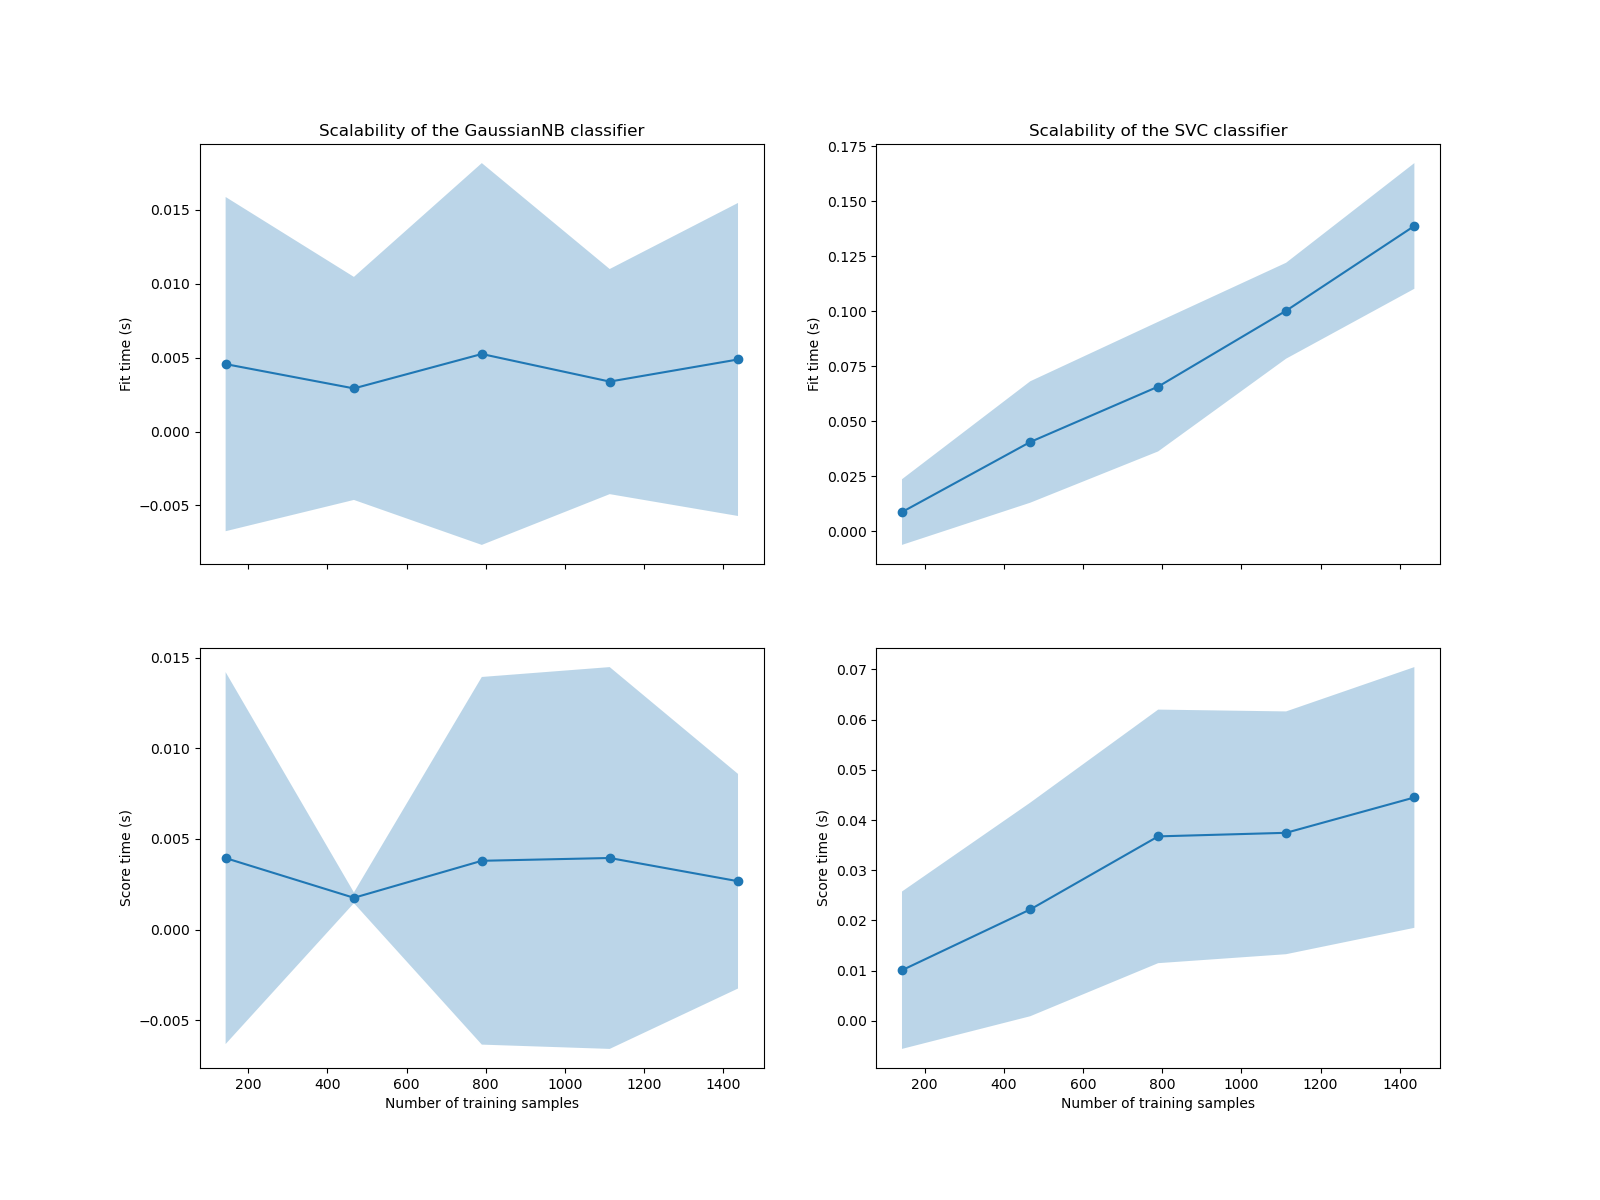 Scalability of the GaussianNB classifier
Fit time (s)
0.015
0.010
0.005
0.000
−0.005
Scalability of the SVC classifier
Fit time (s)
0.175
0.150
0.125
0.100
0.075
0.050
0.025
0.000
Score time (s)
0.015
0.010
0.005
0.000
−0.005
200 400 600 800 1000 1200 1400
Number of training samples
Score time (s)
0.07
0.06
0.05
0.04
0.03
0.02
0.01
0.00
200 400 600 800 1000 1200 1400
Number of training samples